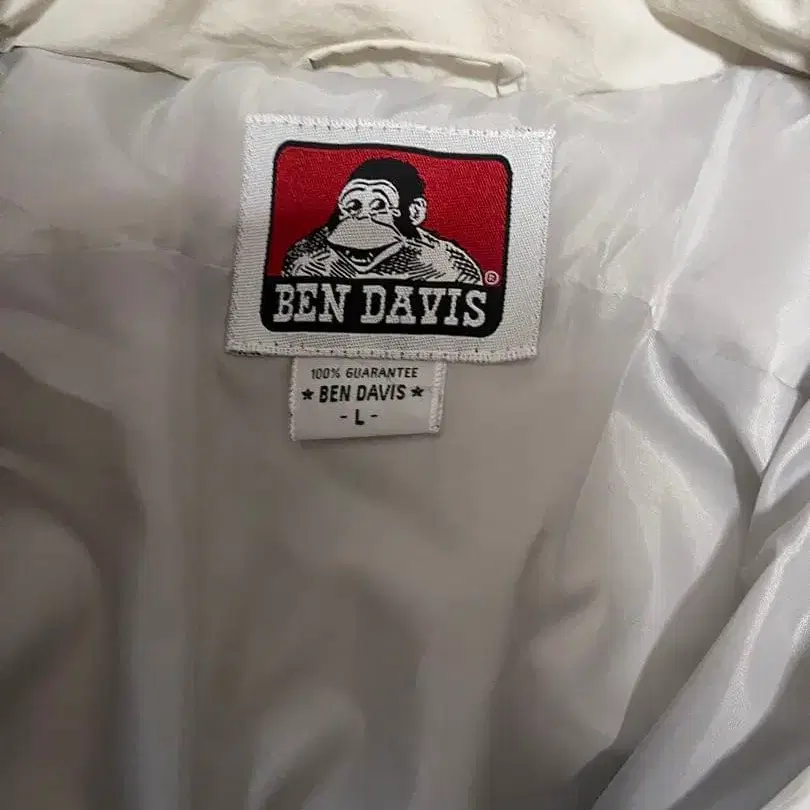 ®
BEN DAVIS
100% GUARANTEE
★ BEN DAVIS ★
- L -